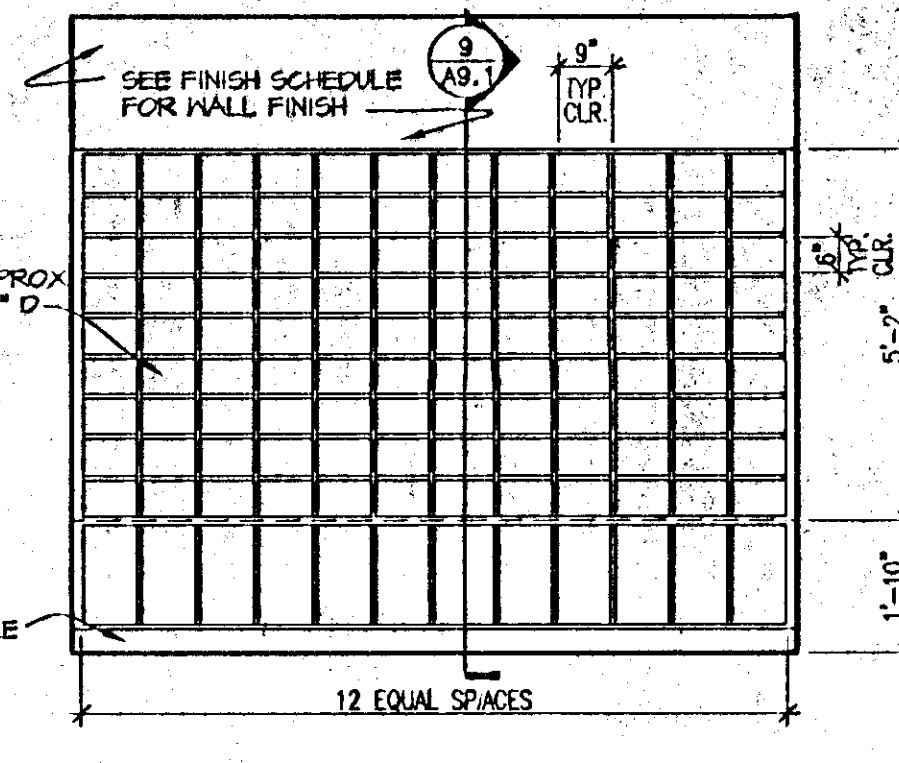 9
A9.1
9"
TYP.
CLR.
SEE FINISH SCHEDULE
FOR WALL FINISH
6"
TYP.
CLR.
5'-2"
PROX
" D
1'-10"
E
12 EQUAL SPACES